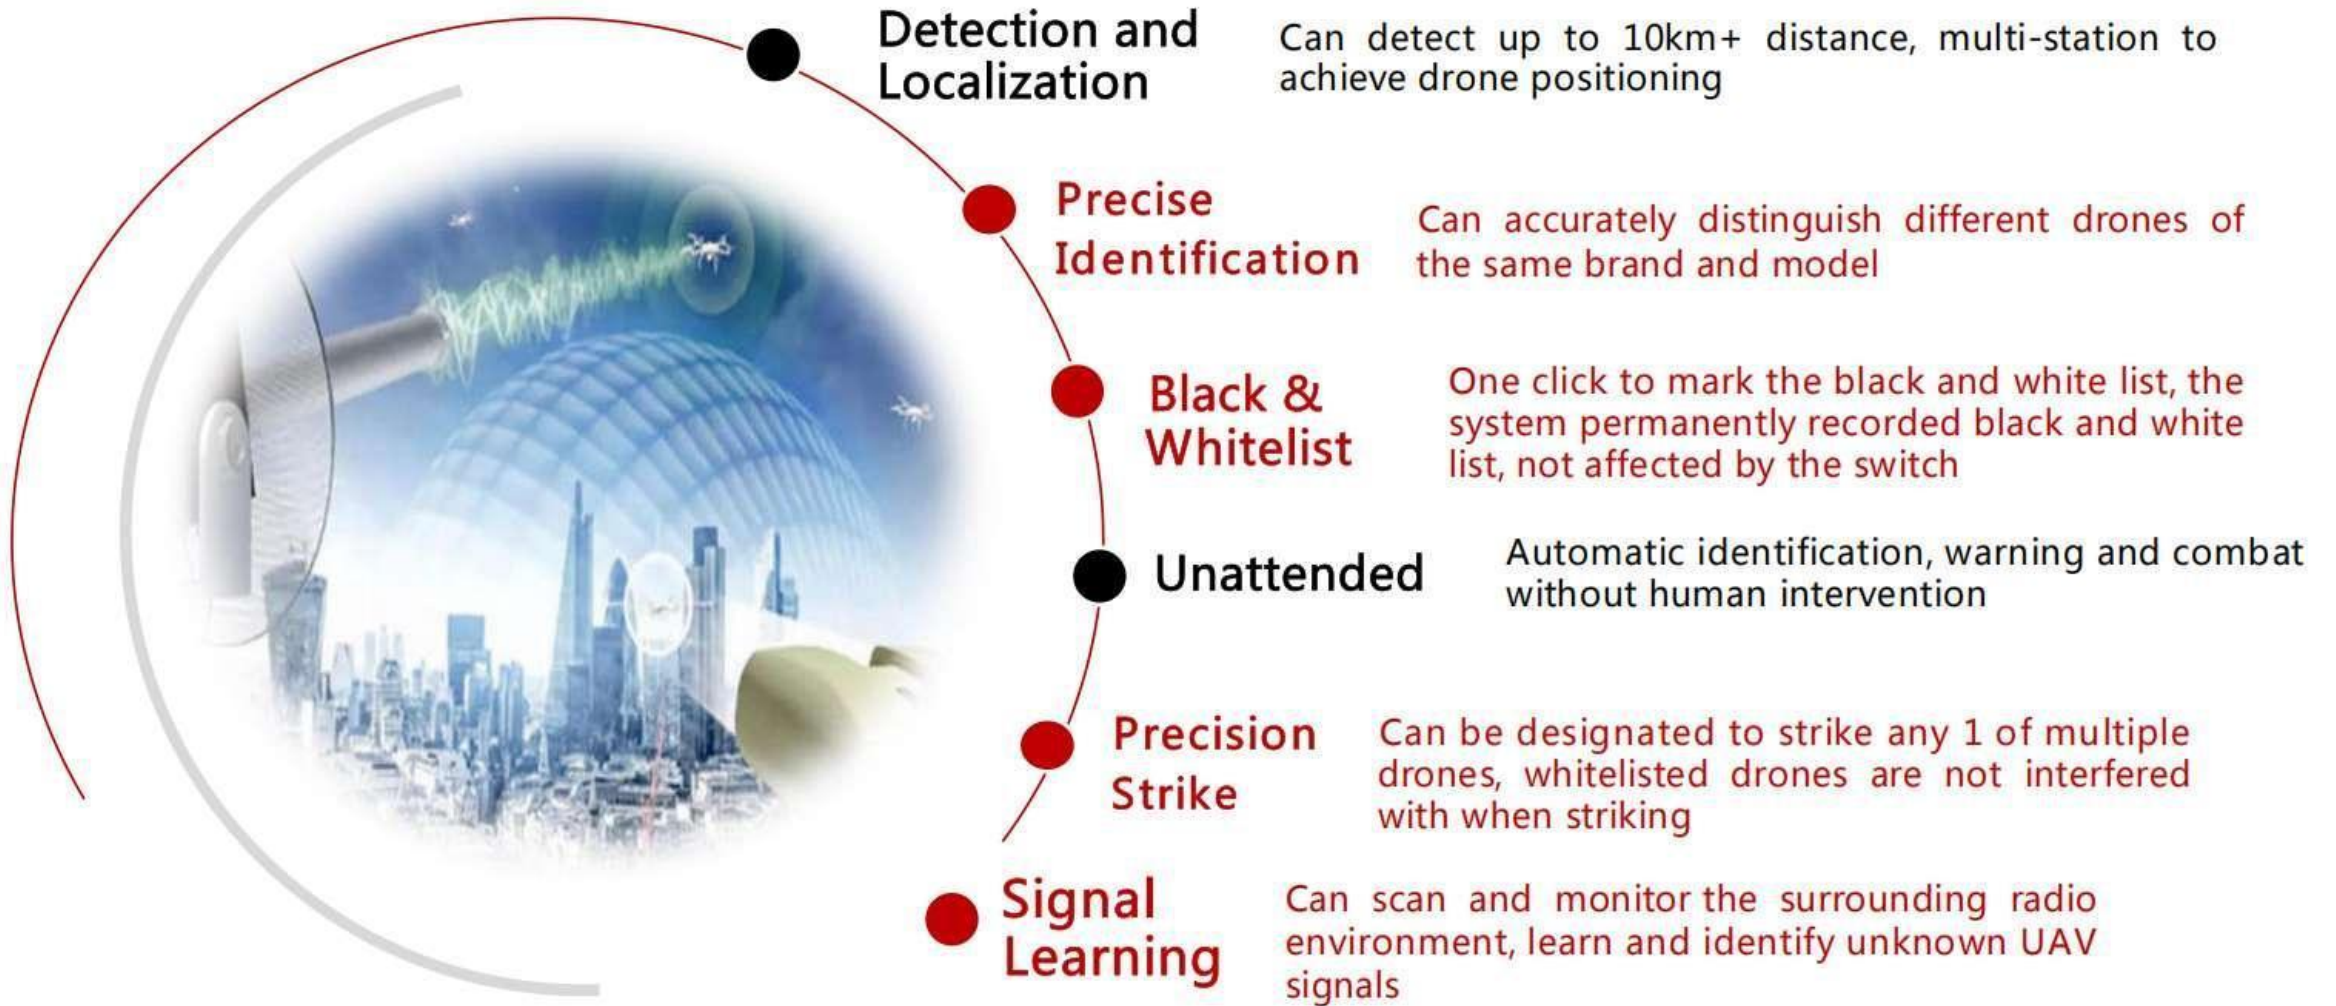 Detection and
Localization
Can detect up to 10km+ distance, multi-station to
achieve drone positioning
Precise
Identification
Can accurately distinguish different drones of
the same brand and model
Black &
Whitelist
One click to mark the black and white list, the
system permanently recorded black and white
list, not affected by the switch
Unattended
Automatic identification, warning and combat
without human intervention
Precision
Strike
Can be designated to strike any 1 of multiple
drones, whitelisted drones are not interfered
with when striking
Signal
Learning
Can scan and monitor the surrounding radio
environment, learn and identify unknown UAV
signals